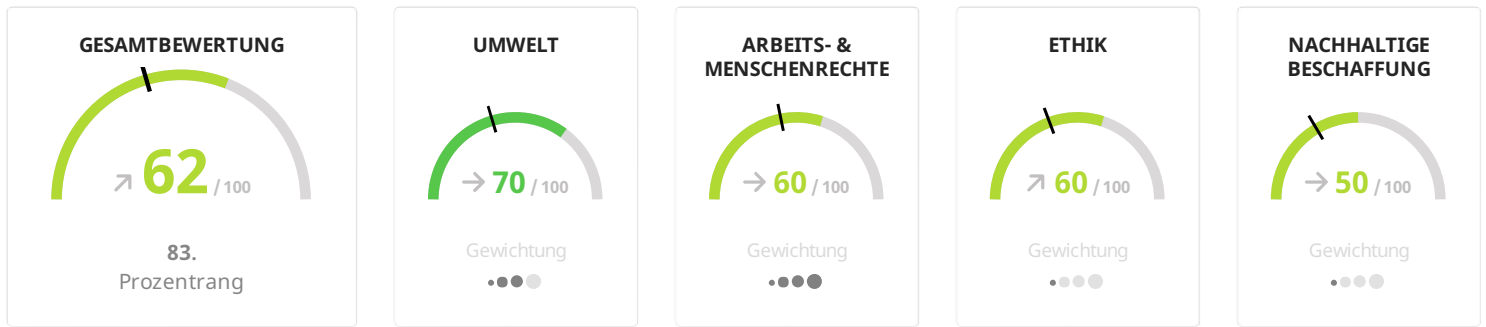 GESAMTBEWERTUNG
62 / 100
83.
Prozentrang
UMWELT
70 / 100
Gewichtung
ARBEITS- &
MENSCHENRECHTE
60 / 100
Gewichtung
ETHIK
60 / 100
Gewichtung
NACHHALTIGE
BESCHAFFUNG
50 / 100
Gewichtung